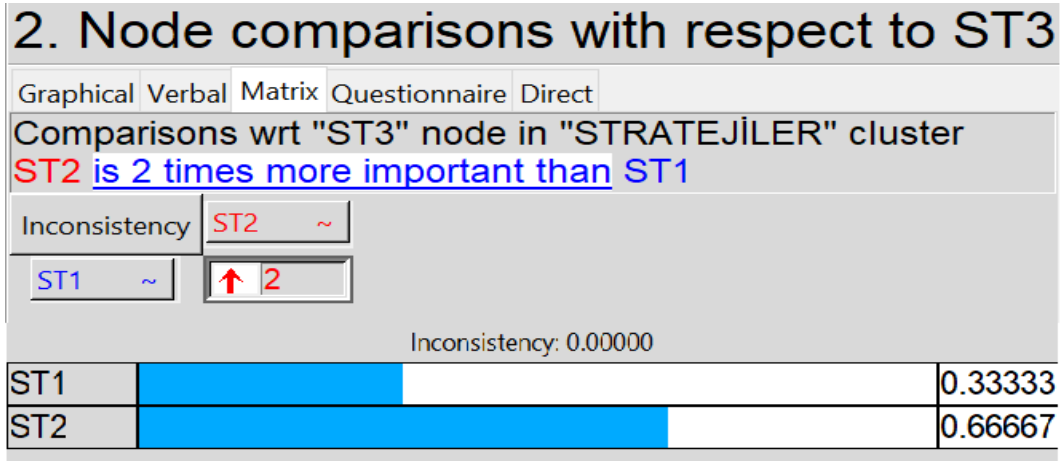 2. Node comparisons with respect to ST3
Graphical Verbal Matrix Questionnaire Direct
Comparisons wrt "ST3" node in "STRATEJİLER" cluster
ST2 is 2 times more important than ST1
Inconsistency ST2 ~
ST1 ~ 2
Inconsistency: 0.00000
ST1 0.33333
ST2 0.66667